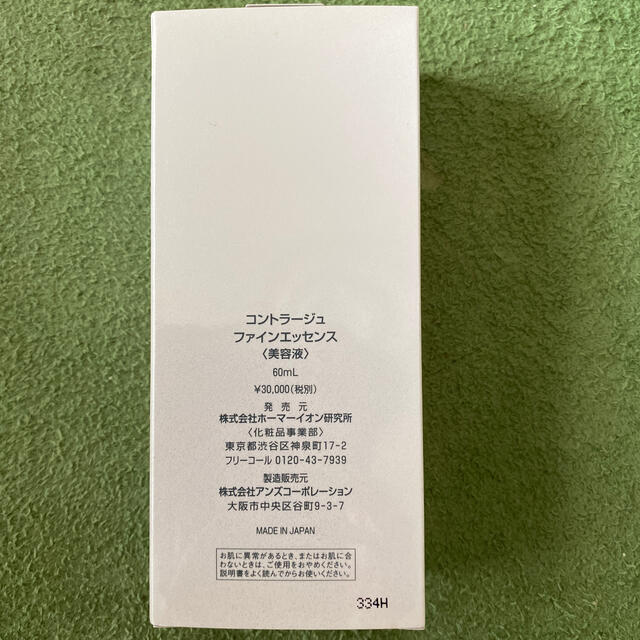 コントラージュ
ファインエッセンス
〈美容液〉
60mL
¥30,000(税別)
発売元
株式会社ホーマーイオン研究所
〈化粧品事業部〉
東京都渋谷区神泉町17-2
フリーコール 0120-43-7939
製造販売元
株式会社アンズコーポレーション
大阪市中央区谷町9-3-7
MADE IN JAPAN
お肌に異常があるとき、またはお肌に合
わないときは、ご使用をおやめください。
説明書をよく読んでからお使いください。
334H